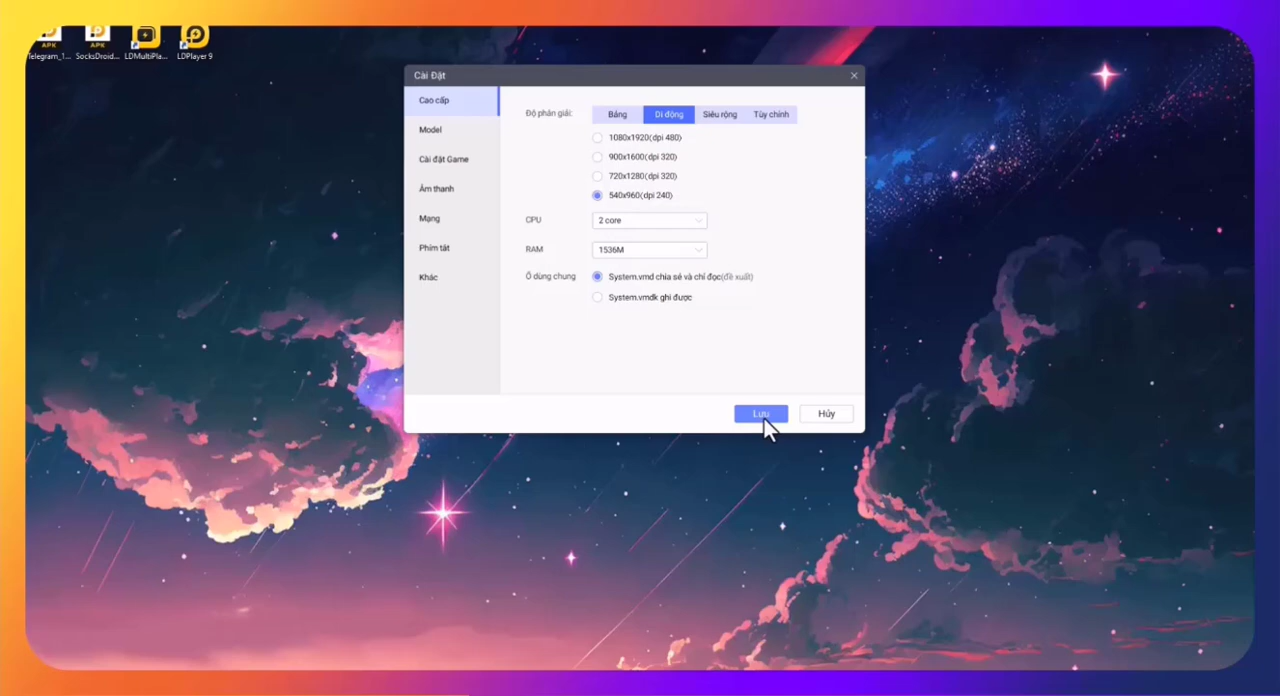 APK
APK
Telegram_1... SocksDroid... LDMultiPla... LDPlayer 9
Cài Đặt
Cao cấp
Model
Cài đặt Game
Âm thanh
Mạng
Phím tắt
Khác
Độ phân giải: Bảng Di động Siêu rộng Tùy chỉnh
1080x1920(dpi 480)
900x1600(dpi 320)
720x1280(dpi 320)
540x960(dpi 240)
CPU 2 core
RAM 1536M
Ổ dùng chung System.vmd chia sẻ và chỉ đọc(đề xuất)
System.vmdk ghi được
Lưu Hủy